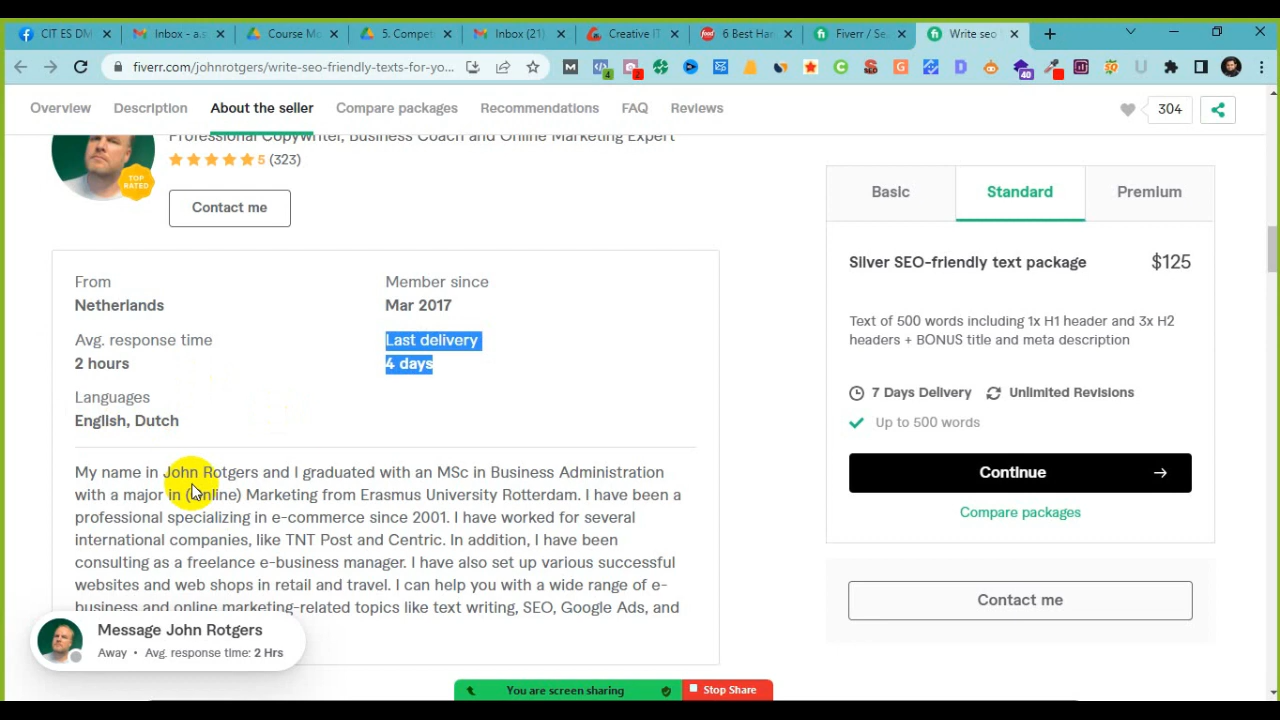 CIT ES DM
Inbox - a.s
Course Mo
5. Compet
Inbox (21)
Creative IT
6 Best Har
Fiverr / Se
Write seo
fiverr.com/johnrotgers/write-seo-friendly-texts-for-yo...
4
2
40
Overview
Description
About the seller
Compare packages
Recommendations
FAQ
Reviews
304
Professional Copywriter, Business Coach and Online Marketing Expert
5 (323)
TOP
RATED
Contact me
From
Netherlands
Member since
Mar 2017
Avg. response time
2 hours
Last delivery
4 days
Languages
English, Dutch
My name in John Rotgers and I graduated with an MSc in Business Administration
with a major in (online) Marketing from Erasmus University Rotterdam. I have been a
professional specializing in e-commerce since 2001. I have worked for several
international companies, like TNT Post and Centric. In addition, I have been
consulting as a freelance e-business manager. I have also set up various successful
websites and web shops in retail and travel. I can help you with a wide range of e-
business and online marketing-related topics like text writing, SEO, Google Ads, and
Message John Rotgers
Away • Avg. response time: 2 Hrs
Basic
Standard
Premium
Silver SEO-friendly text package
$125
Text of 500 words including 1x H1 header and 3x H2
headers + BONUS title and meta description
7 Days Delivery
Unlimited Revisions
Up to 500 words
Continue
Compare packages
Contact me
You are screen sharing
Stop Share